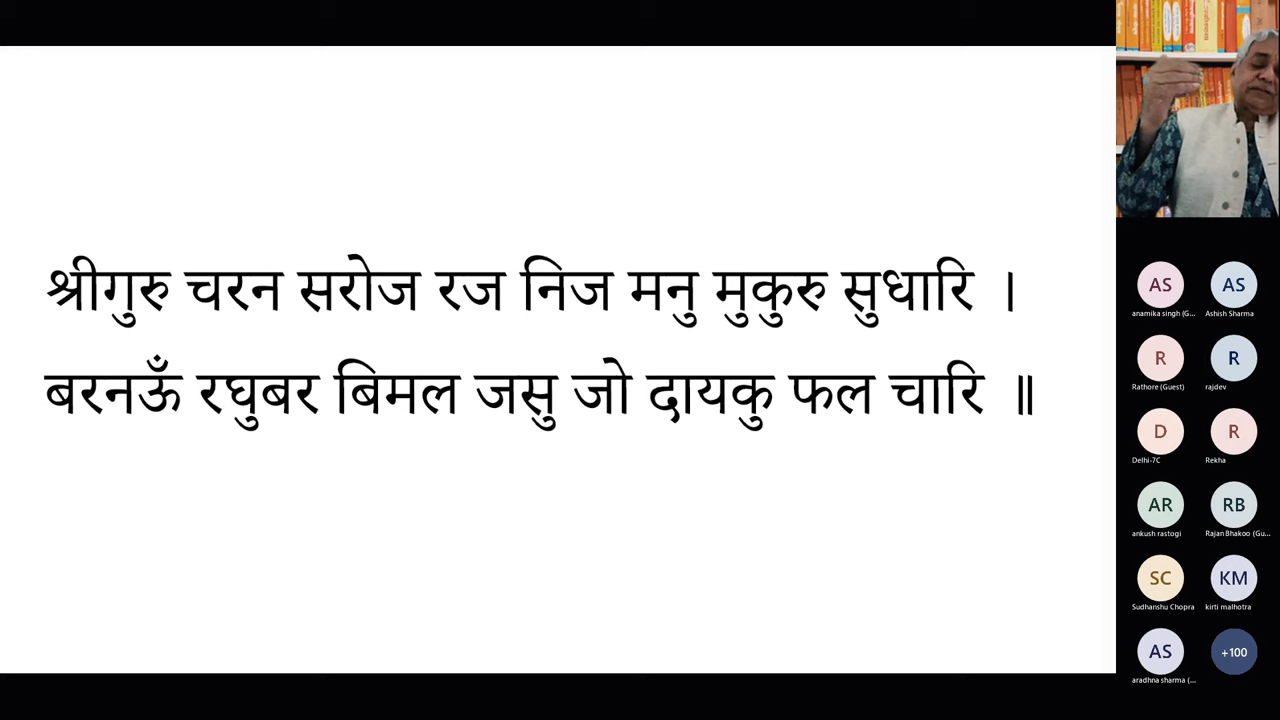 श्रीगुरु चरन सरोज रज निज मनु मुकुरु सुधारि ।
बरनऊँ रघुबर बिमल जसु जो दायकु फल चारि ॥
AS AS
anamika singh (G... Ashish Sharma
R R
Rathore (Guest) rajdev
D R
Delhi-7C Rekha
AR RB
ankush rastogi Rajan Bhakoo (Gu...
SC KM
Sudhanshu Chopra kirti malhotra
AS +100
aradhna sharma (...